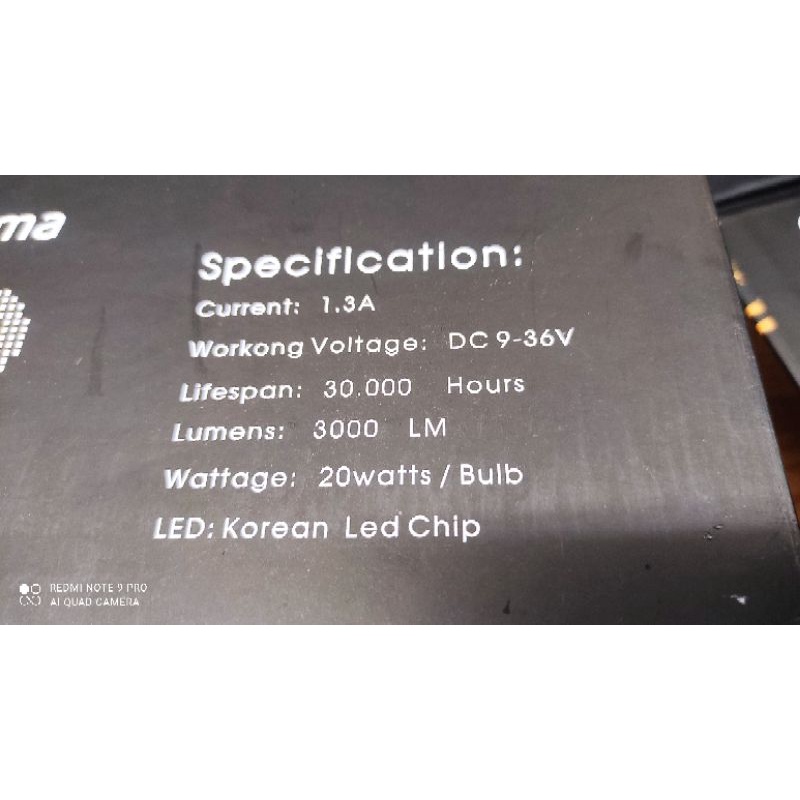 ma
Specification:
Current: 1.3A
Workong Voltage: DC 9-36V
Lifespan: 30.000 Hours
Lumens: 3000 LM
Wattage: 20watts / Bulb
LED: Korean Led Chip
REDMI NOTE 9 PRO
AI QUAD CAMERA